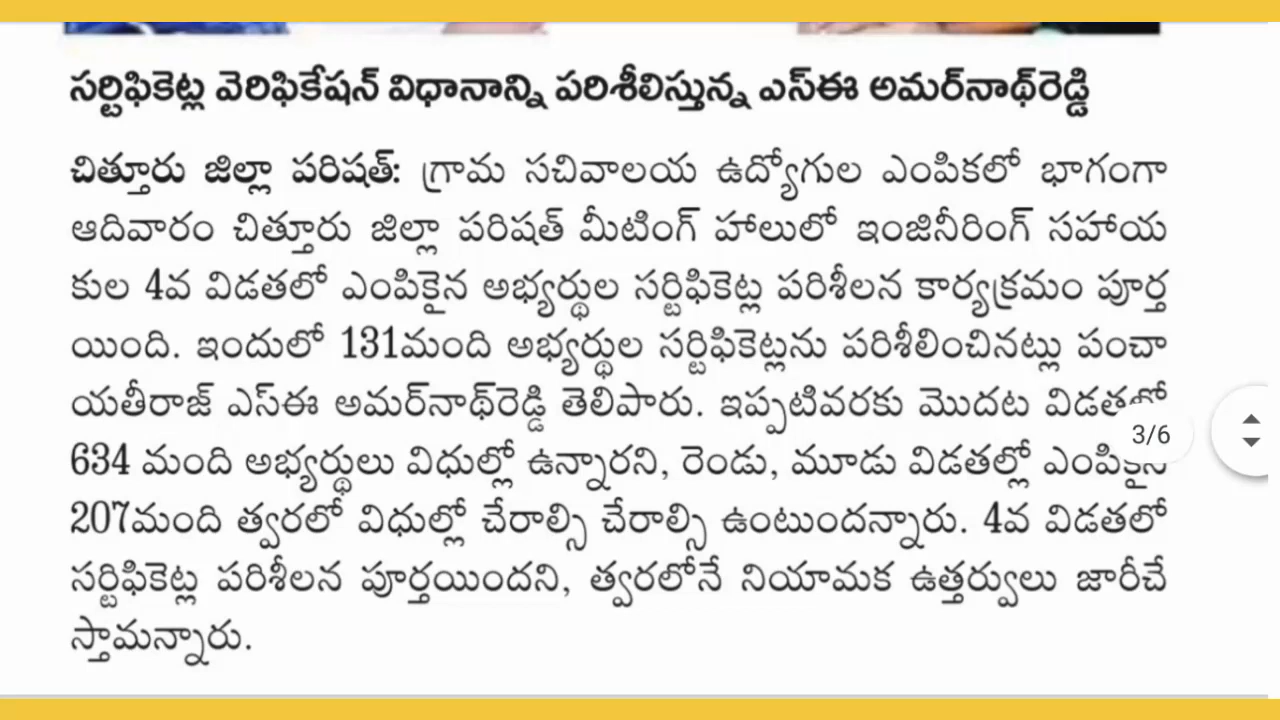 సర్టిఫికెట్ల వెరిఫికేషన్ విధానాన్ని పరిశీలిస్తున్న ఎస్ఈ అమర్‌నాథ్‌రెడ్డి
చిత్తూరు జిల్లా పరిషత్: గ్రామ సచివాలయ ఉద్యోగుల ఎంపికలో భాగంగా
ఆదివారం చిత్తూరు జిల్లా పరిషత్ మీటింగ్ హాలులో ఇంజినీరింగ్ సహాయ
కుల 4వ విడతలో ఎంపికైన అభ్యర్థుల సర్టిఫికెట్ల పరిశీలన కార్యక్రమం పూర్త
యింది. ఇందులో 131మంది అభ్యర్థుల సర్టిఫికెట్లను పరిశీలించినట్లు పంచా
యతీరాజ్ ఎస్ఈ అమర్‌నాథ్‌రెడ్డి తెలిపారు. ఇప్పటివరకు మొదట విడతలో
634 మంది అభ్యర్థులు విధుల్లో ఉన్నారని, రెండు, మూడు విడతల్లో ఎంపికైన
207మంది త్వరలో విధుల్లో చేరాల్సి చేరాల్సి ఉంటుందన్నారు. 4వ విడతలో
సర్టిఫికెట్ల పరిశీలన పూర్తయిందని, త్వరలోనే నియామక ఉత్తర్వులు జారీచే
స్తామన్నారు.
3/6